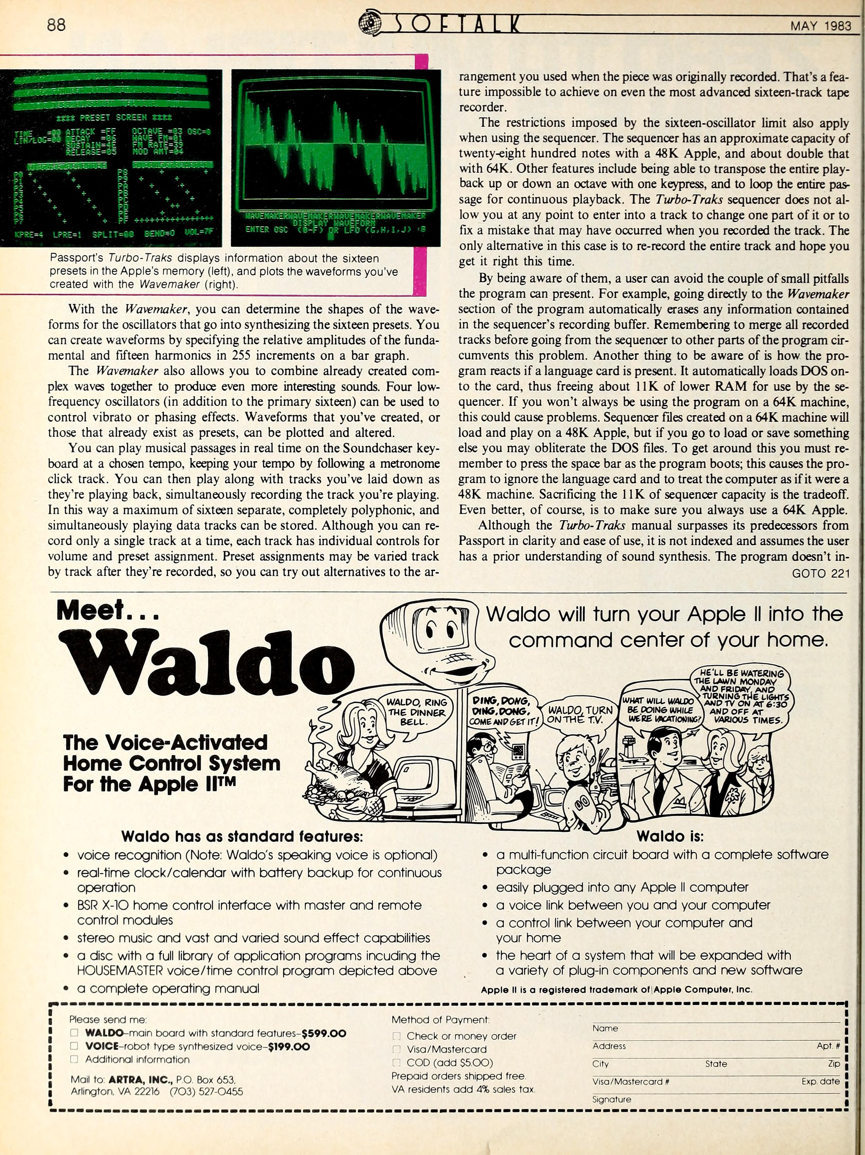 88
SOFTALK
MAY 1983
**** PRESET SCREEN ****
TIME =00 ATTACK =FF OCTAVE =03 OSC=0
LIN/LOG=00 DECAY =06 WAVE FM=01
SUSTAIN=4E FM RATE=39
RELEASE=05 MOD AMT=04
KPRE=4 LPRE=1 SPLIT=00 BEND=0 VOL=7F
WAVEMAKERWAVEMAKERWAVEMAKERWAVEMAKER
DISPLAY WAVEFORM
ENTER OSC (0-F) OR LFO (G,H,I,J) :B
Passport's Turbo-Traks displays information about the sixteen
presets in the Apple's memory (left), and plots the waveforms you've
created with the Wavemaker (right).
With the Wavemaker, you can determine the shapes of the wave-
forms for the oscillators that go into synthesizing the sixteen presets. You
can create waveforms by specifying the relative amplitudes of the funda-
mental and fifteen harmonics in 255 increments on a bar graph.
The Wavemaker also allows you to combine already created com-
plex waves together to produce even more interesting sounds. Four low-
frequency oscillators (in addition to the primary sixteen) can be used to
control vibrato or phasing effects. Waveforms that you've created, or
those that already exist as presets, can be plotted and altered.
You can play musical passages in real time on the Soundchaser key-
board at a chosen tempo, keeping your tempo by following a metronome
click track. You can then play along with tracks you've laid down as
they're playing back, simultaneously recording the track you're playing.
In this way a maximum of sixteen separate, completely polyphonic, and
simultaneously playing data tracks can be stored. Although you can re-
cord only a single track at a time, each track has individual controls for
volume and preset assignment. Preset assignments may be varied track
by track after they're recorded, so you can try out alternatives to the ar-
rangement you used when the piece was originally recorded. That's a fea-
ture impossible to achieve on even the most advanced sixteen-track tape
recorder.
The restrictions imposed by the sixteen-oscillator limit also apply
when using the sequencer. The sequencer has an approximate capacity of
twenty-eight hundred notes with a 48K Apple, and about double that
with 64K. Other features include being able to transpose the entire play-
back up or down an octave with one keypress, and to loop the entire pas-
sage for continuous playback. The Turbo-Traks sequencer does not al-
low you at any point to enter into a track to change one part of it or to
fix a mistake that may have occurred when you recorded the track. The
only alternative in this case is to re-record the entire track and hope you
get it right this time.
By being aware of them, a user can avoid the couple of small pitfalls
the program can present. For example, going directly to the Wavemaker
section of the program automatically erases any information contained
in the sequencer's recording buffer. Remembering to merge all recorded
tracks before going from the sequencer to other parts of the program cir-
cumvents this problem. Another thing to be aware of is how the pro-
gram reacts if a language card is present. It automatically loads DOS on-
to the card, thus freeing about 11K of lower RAM for use by the se-
quencer. If you won't always be using the program on a 64K machine,
this could cause problems. Sequencer files created on a 64K machine will
load and play on a 48K Apple, but if you go to load or save something
else you may obliterate the DOS files. To get around this you must re-
member to press the space bar as the program boots; this causes the pro-
gram to ignore the language card and to treat the computer as if it were a
48K machine. Sacrificing the 11K of sequencer capacity is the tradeoff.
Even better, of course, is to make sure you always use a 64K Apple.
Although the Turbo-Traks manual surpasses its predecessors from
Passport in clarity and ease of use, it is not indexed and assumes the user
has a prior understanding of sound synthesis. The program doesn't in-
GOTO 221
Meet...
Waldo
The Voice-Activated
Home Control System
For the Apple II™
Waldo will turn your Apple II into the
command center of your home.
WALDO, RING
THE DINNER
BELL.
DING, DONG,
DING, DONG.
COME AND GET IT!
WALDO, TURN
ON THE T.V.
WHAT WILL WALDO
BE DOING WHILE
WE'RE VACATIONING?
HE'LL BE WATERING
THE LAWN MONDAY
AND FRIDAY, AND
TURNING THE LIGHTS
AND TV ON AT 6:30
AND OFF AT
VARIOUS TIMES.
Waldo has as standard features:
• voice recognition (Note: Waldo's speaking voice is optional)
• real-time clock/calendar with battery backup for continuous
operation
• BSR X-10 home control interface with master and remote
control modules
• stereo music and vast and varied sound effect capabilities
• a disc with a full library of application programs incuding the
HOUSEMASTER voice/time control program depicted above
• a complete operating manual
Waldo is:
• a multi-function circuit board with a complete software
package
• easily plugged into any Apple II computer
• a voice link between you and your computer
• a control link between your computer and
your home
• the heart of a system that will be expanded with
a variety of plug-in components and new software
Apple II is a registered trademark of Apple Computer, Inc.
Please send me:
☐ WALDO-main board with standard features-$599.00
☐ VOICE-robot type synthesized voice-$199.00
☐ Additional information
Mail to: ARTRA, INC., P.O. Box 653,
Arlington, VA 22216 (703) 527-0455
Method of Payment:
☐ Check or money order
☐ Visa/Mastercard
☐ COD (add $5.00)
Prepaid orders shipped free.
VA residents add 4% sales tax.
Name
Address Apt. #
City State Zip
Visa/Mastercard # Exp. date
Signature